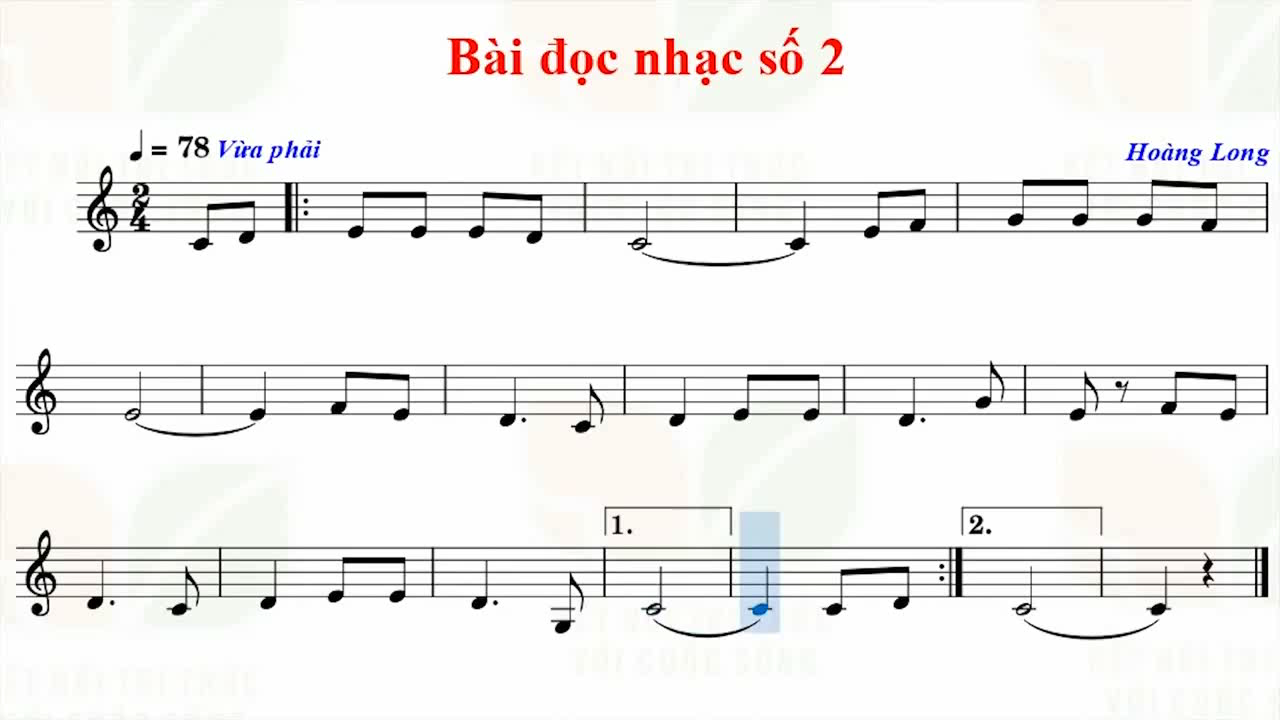 Bài đọc nhạc số 2
= 78 Vừa phải
Hoàng Long
2
4
1.
2.